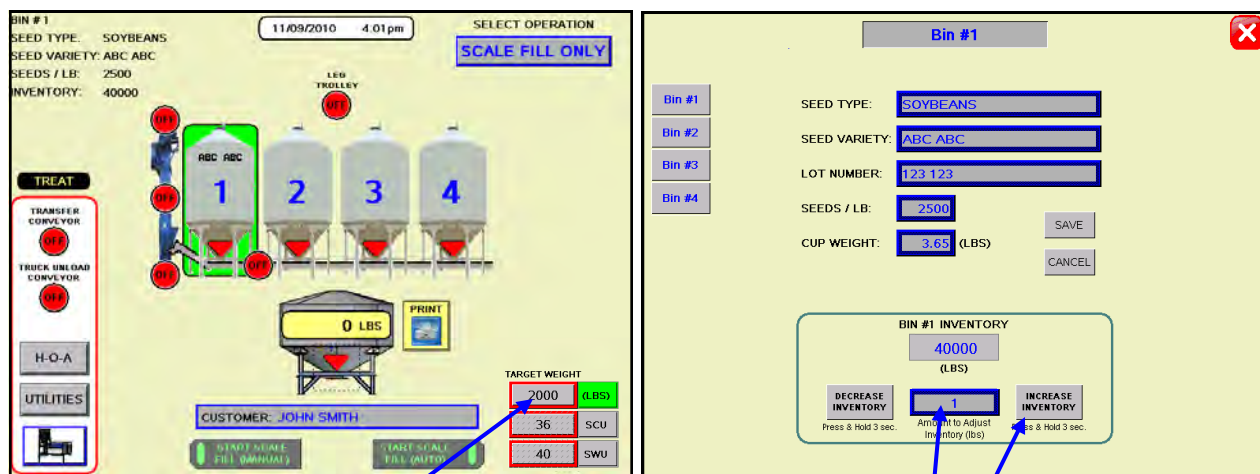 BIN # 1
SEED TYPE: SOYBEANS
SEED VARIETY: ABC ABC
SEEDS / LB: 2500
INVENTORY: 40000
11/09/2010 4.01pm
SELECT OPERATION
SCALE FILL ONLY
LEG
TROLLEY
OFF
OFF
OFF
OFF
OFF
ABC ABC
1 2 3 4
TREAT
TRANSFER
CONVEYOR
OFF
TRUCK UNLOAD
CONVEYOR
OFF
H-O-A
UTILITIES
0 LBS
PRINT
TARGET WEIGHT
2000 (LBS)
36 SCU
40 SWU
CUSTOMER: JOHN SMITH
START SCALE
FILL (MANUAL)
START SCALE
FILL (AUTO)
Bin #1
X
Bin #1
Bin #2
Bin #3
Bin #4
SEED TYPE: SOYBEANS
SEED VARIETY: ABC ABC
LOT NUMBER: 123 123
SEEDS / LB: 2500
CUP WEIGHT: 3.65 (LBS)
SAVE
CANCEL
BIN #1 INVENTORY
40000
(LBS)
DECREASE
INVENTORY
Press & Hold 3 sec.
1
Amount to Adjust
Inventory (lbs)
INCREASE
INVENTORY
Press & Hold 3 sec.